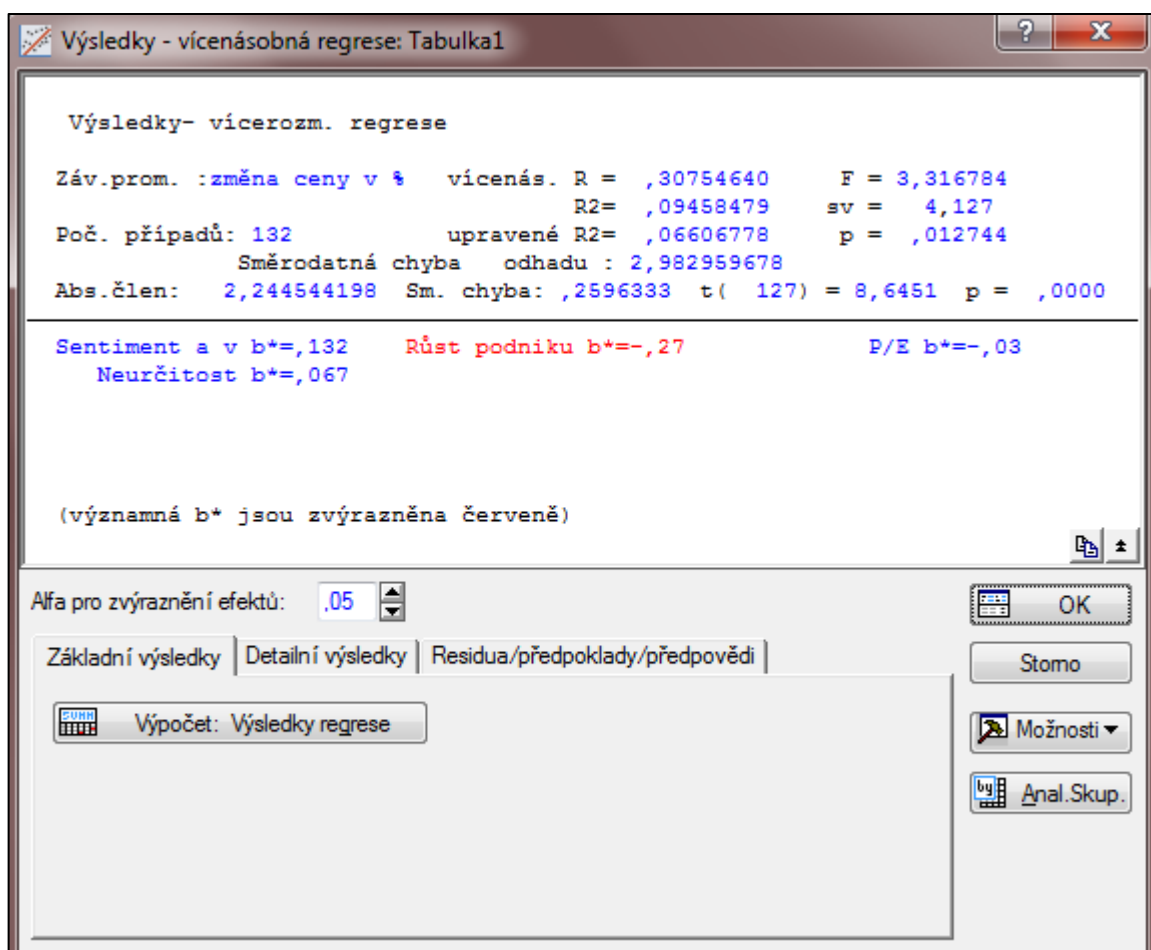 Výsledky - vícenásobná regrese: Tabulka1
?
x
Výsledky- vícerozm. regrese
Záv.prom. :změna ceny v % vícenás. R = ,30754640 F = 3,316784
R2= ,09458479 sv = 4,127
Poč. případů: 132 upravené R2= ,06606778 p = ,012744
Směrodatná chyba odhadu : 2,982959678
Abs.člen: 2,244544198 Sm. chyba: ,2596333 t( 127) = 8,6451 p = ,0000
Sentiment a v b*=,132 Růst podniku b*=-,27 P/E b*=-,03
Neurčitost b*=,067
(významná b* jsou zvýrazněna červeně)
Alfa pro zvýraznění efektů: ,05
OK
Základní výsledky Detailní výsledky Residua/předpoklady/předpovědi
Storno
SUMM Výpočet: Výsledky regrese
Možnosti
by Anal.Skup.